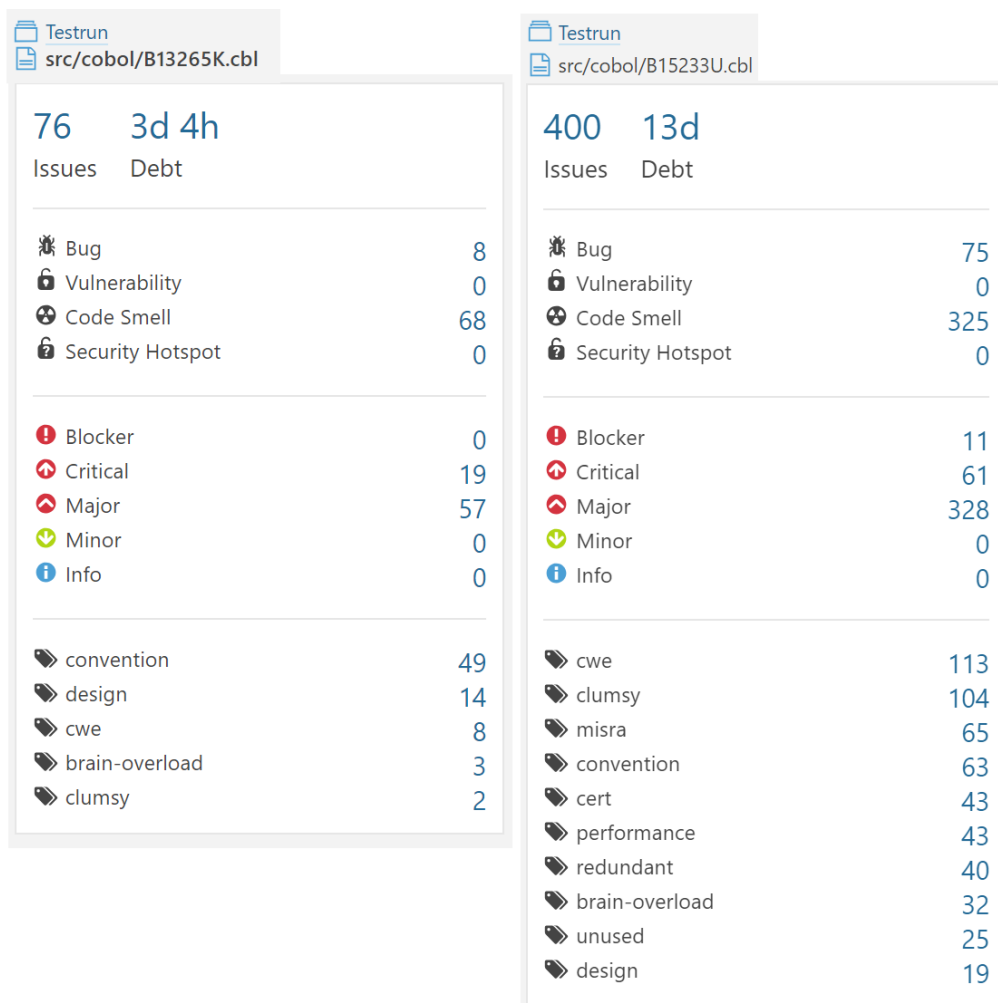 Testrun
src/cobol/B13265K.cbl
76 3d 4h
Issues Debt
Bug 8
Vulnerability 0
Code Smell 68
Security Hotspot 0
Blocker 0
Critical 19
Major 57
Minor 0
Info 0
convention 49
design 14
cwe 8
brain-overload 3
clumsy 2
Testrun
src/cobol/B15233U.cbl
400 13d
Issues Debt
Bug 75
Vulnerability 0
Code Smell 325
Security Hotspot 0
Blocker 11
Critical 61
Major 328
Minor 0
Info 0
cwe 113
clumsy 104
misra 65
convention 63
cert 43
performance 43
redundant 40
brain-overload 32
unused 25
design 19